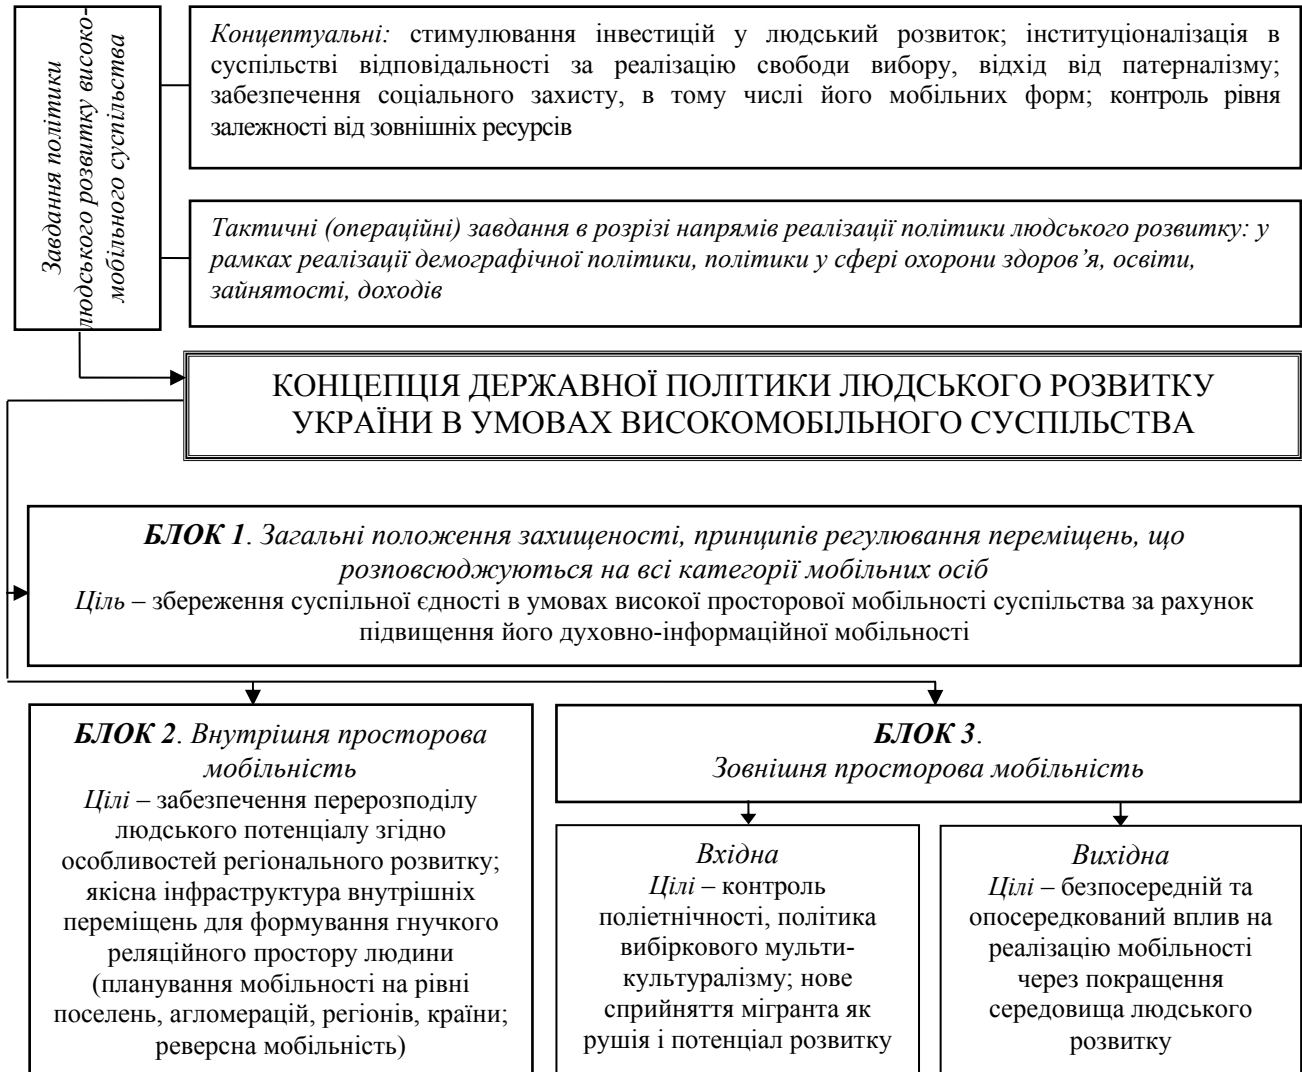 Завдання політики
людського розвитку високо-
мобільного суспільства
Концептуальні: стимулювання інвестицій у людський розвиток; інституціоналізація в
суспільстві відповідальності за реалізацію свободи вибору, відхід від патерналізму;
забезпечення соціального захисту, в тому числі його мобільних форм; контроль рівня
залежності від зовнішніх ресурсів
Тактичні (операційні) завдання в розрізі напрямів реалізації політики людського розвитку: у
рамках реалізації демографічної політики, політики у сфері охорони здоров’я, освіти,
зайнятості, доходів
КОНЦЕПЦІЯ ДЕРЖАВНОЇ ПОЛІТИКИ ЛЮДСЬКОГО РОЗВИТКУ
УКРАЇНИ В УМОВАХ ВИСОКОМОБІЛЬНОГО СУСПІЛЬСТВА
БЛОК 1. Загальні положення захищеності, принципів регулювання переміщень, що
розповсюджуються на всі категорії мобільних осіб
Ціль – збереження суспільної єдності в умовах високої просторової мобільності суспільства за рахунок
підвищення його духовно-інформаційної мобільності
БЛОК 2. Внутрішня просторова
мобільність
Цілі – забезпечення перерозподілу
людського потенціалу згідно
особливостей регіонального розвитку;
якісна інфраструктура внутрішніх
переміщень для формування гнучкого
реляційного простору людини
(планування мобільності на рівні
поселень, агломерацій, регіонів, країни;
реверсна мобільність)
БЛОК 3.
Зовнішня просторова мобільність
Вхідна
Цілі – контроль
поліетнічності, політика
вибіркового мульти-
культуралізму; нове
сприйняття мігранта як
рушія і потенціал розвитку
Вихідна
Цілі – безпосередній та
опосередкований вплив на
реалізацію мобільності
через покращення
середовища людського
розвитку